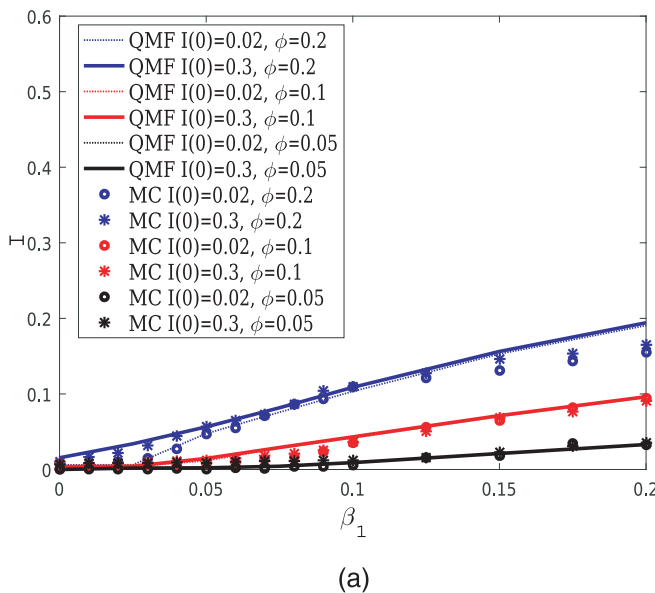 0.6
0.5
0.4
0.3
0.2
0.1
0
I
QMF I(0)=0.02, ϕ=0.2
QMF I(0)=0.3, ϕ=0.2
QMF I(0)=0.02, ϕ=0.1
QMF I(0)=0.3, ϕ=0.1
QMF I(0)=0.02, ϕ=0.05
QMF I(0)=0.3, ϕ=0.05
MC I(0)=0.02, ϕ=0.2
MC I(0)=0.3, ϕ=0.2
MC I(0)=0.02, ϕ=0.1
MC I(0)=0.3, ϕ=0.1
MC I(0)=0.02, ϕ=0.05
MC I(0)=0.3, ϕ=0.05
0 0.05 0.1 0.15 0.2
β₁
(a)